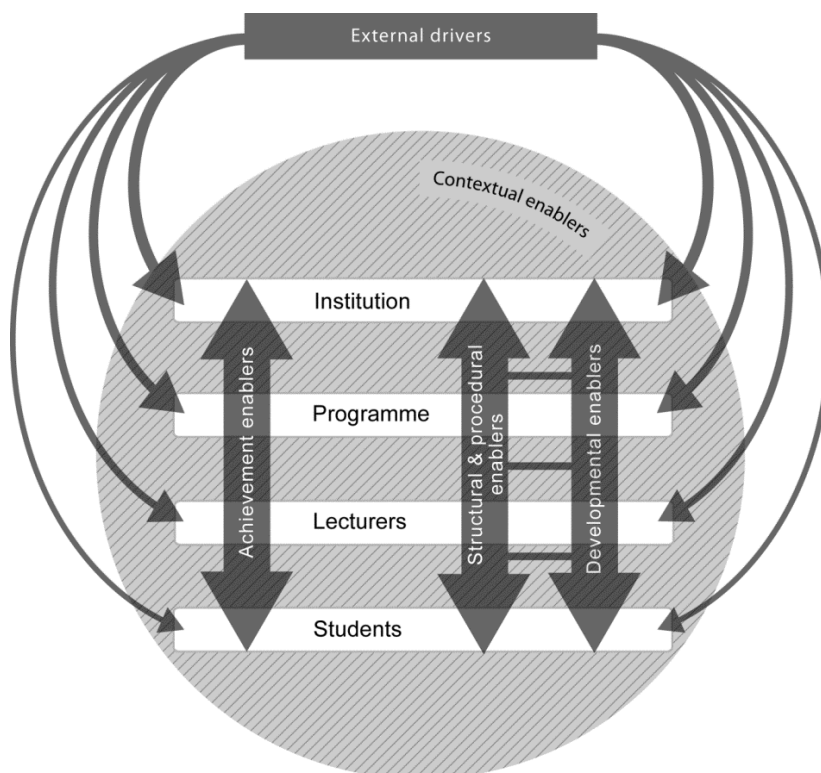 External drivers
Contextual enablers
Institution
Programme
Lecturers
Students
Achievement enablers
Structural & procedural
enablers
Developmental enablers